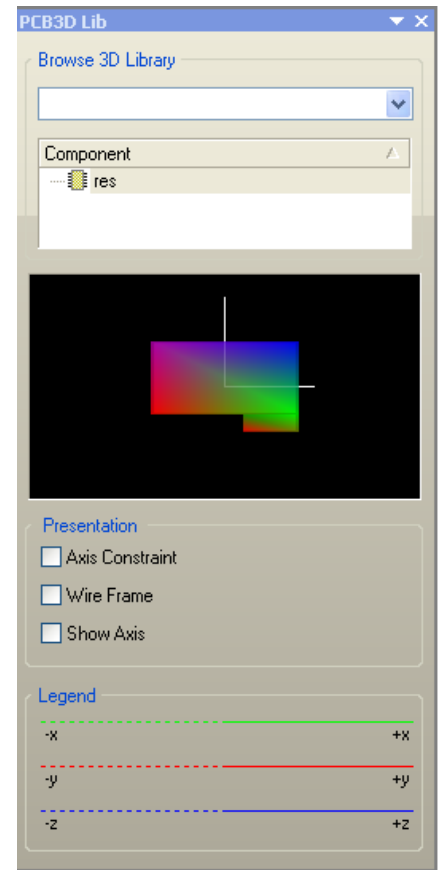 PCB3D Lib
Browse 3D Library
Component
res
Presentation
Axis Constraint
Wire Frame
Show Axis
Legend
-x +x
-y +y
-z +z